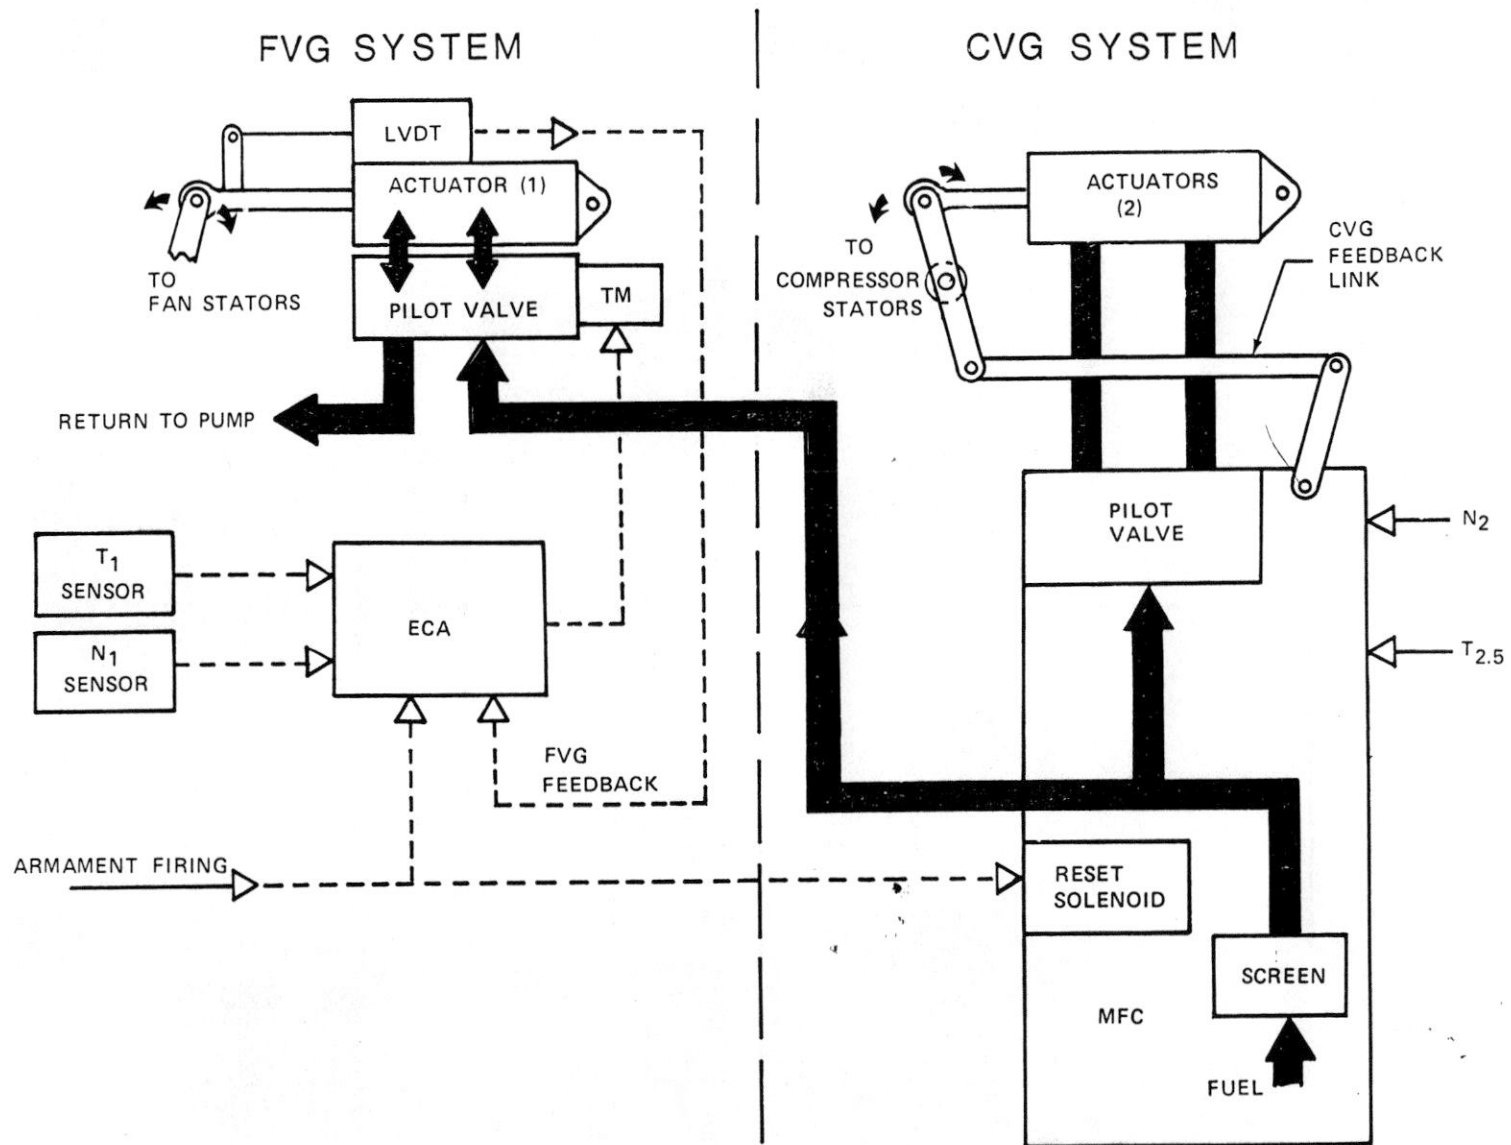 FVG SYSTEM
CVG SYSTEM
LVDT
ACTUATOR (1)
PILOT VALVE
TM
TO
FAN STATORS
RETURN TO PUMP
T1
SENSOR
N1
SENSOR
ECA
FVG
FEEDBACK
ARMAMENT FIRING
ACTUATORS
(2)
TO
COMPRESSOR
STATORS
CVG
FEEDBACK
LINK
PILOT
VALVE
N2
T2.5
RESET
SOLENOID
SCREEN
MFC
FUEL